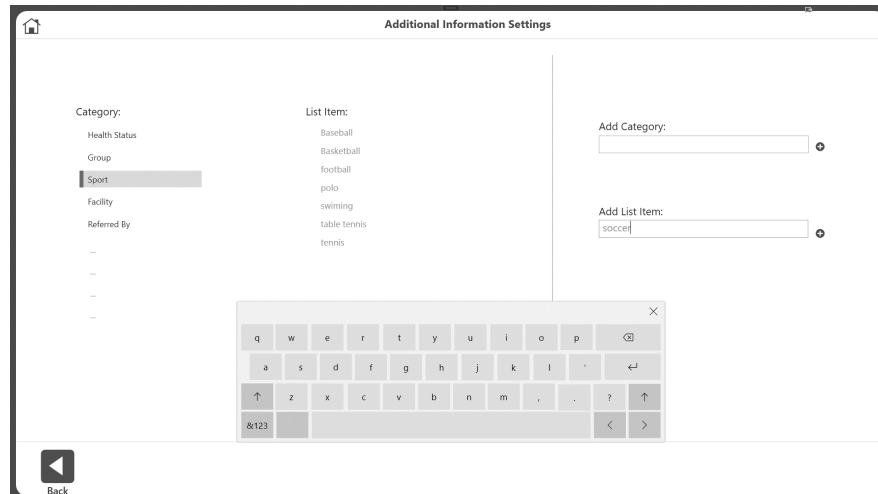 Additional Information Settings
Category:
Health Status
Group
Sport
Facility
Referred By
...
...
...
...
List Item:
Baseball
Basketball
football
polo
swiming
table tennis
tennis
Add Category:
Add List Item:
soccer
q w e r t y u i o p
a s d f g h j k l '
z x c v b n m , . ?
&123
Back